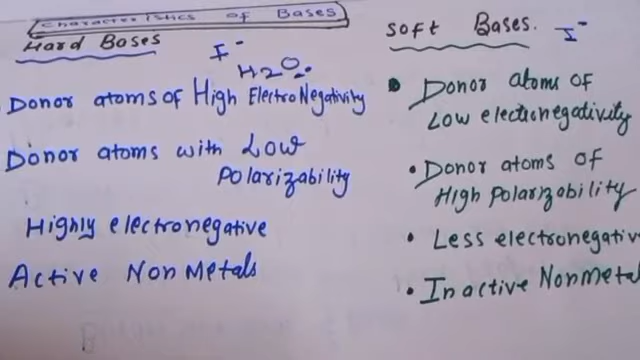 Characteristics of Bases
Hard Bases
I⁻
H2O
Donor atoms of High ElectroNegativity
Donor atoms with Low
Polarizability
Highly electronegative
Active NonMetals
Soft Bases.
I⁻
Donor atoms of
Low electronegativity
Donor atoms of
High Polarizability
Less electronegative
Inactive NonMetal